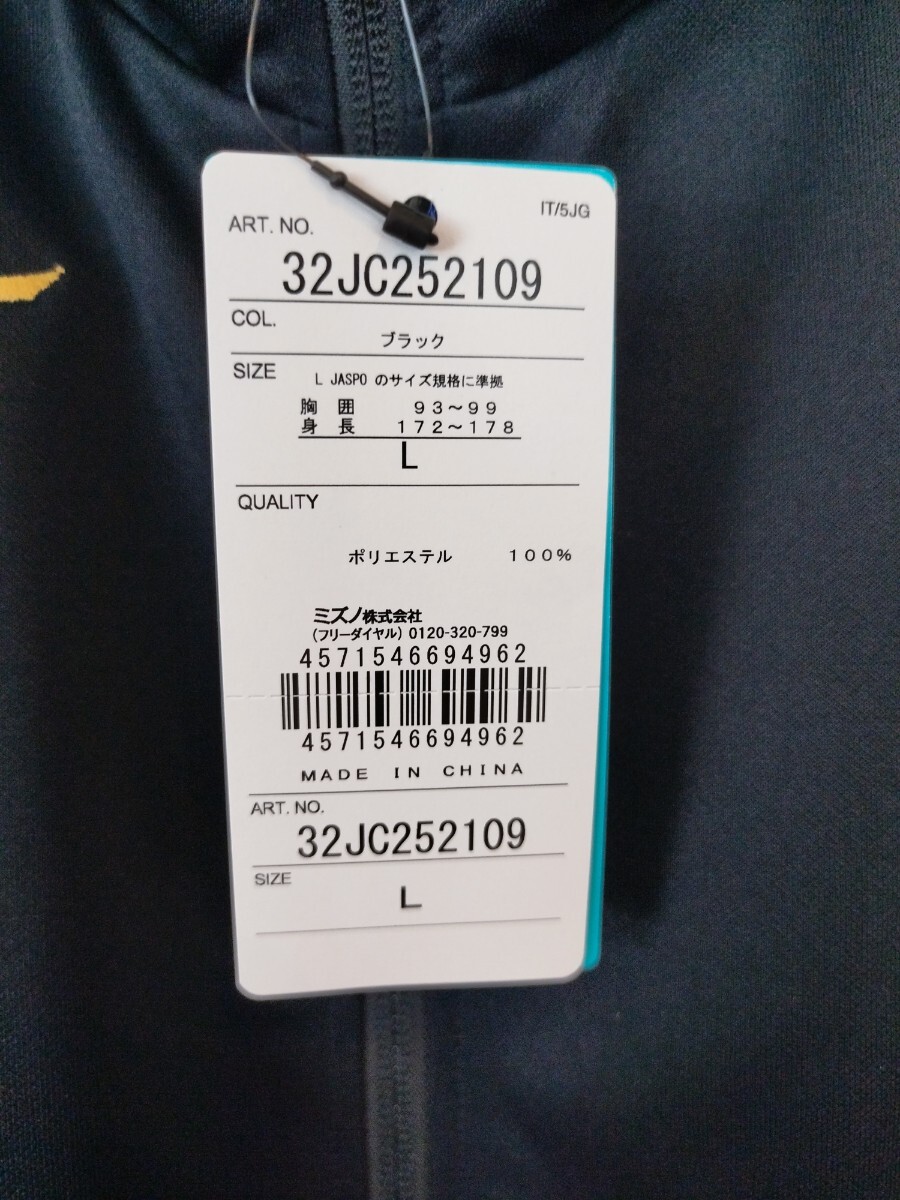 IT/5JG
ART. NO.
32JC252109
COL.
ブラック
SIZE
L JASPO のサイズ規格に準拠
胸 囲 93～99
身 長 172～178
L
QUALITY
ポリエステル 100%
ミズノ株式会社
(フリーダイヤル) 0120-320-799
4571546694962
4571546694962
MADE IN CHINA
ART. NO.
32JC252109
SIZE
L